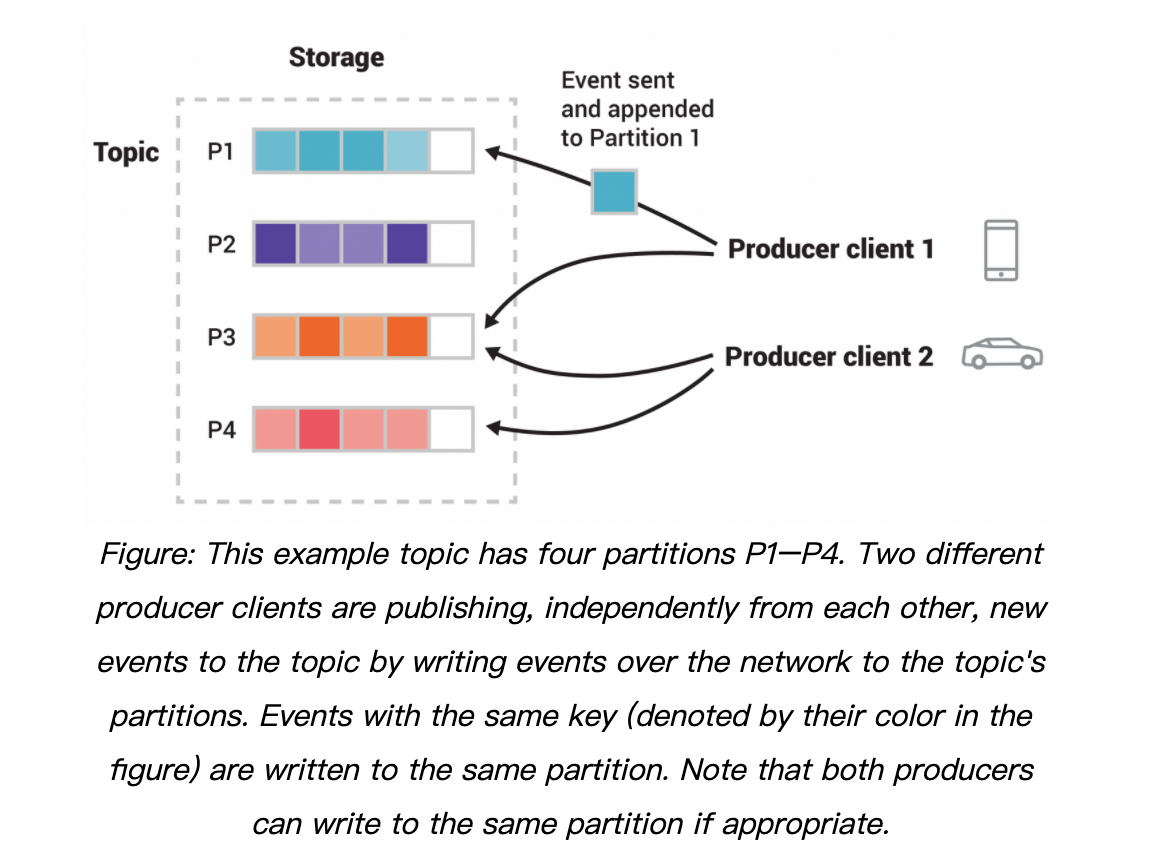 Storage
Event sent
and appended
to Partition 1
Topic
P1
P2
Producer client 1
P3
Producer client 2
P4
Figure: This example topic has four partitions P1—P4. Two different
producer clients are publishing, independently from each other, new
events to the topic by writing events over the network to the topic's
partitions. Events with the same key (denoted by their color in the
figure) are written to the same partition. Note that both producers
can write to the same partition if appropriate.